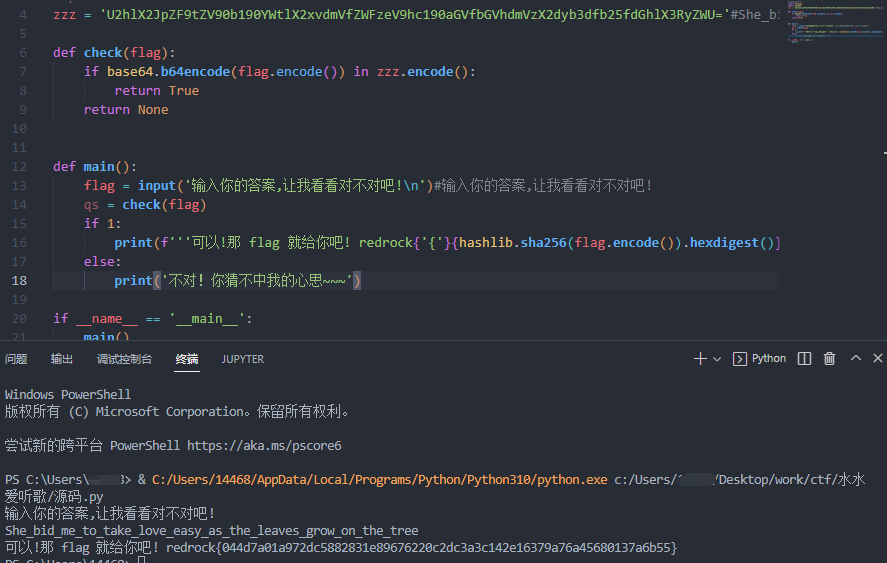 4 zzz = 'U2hlX2JpZF9tZV90b190YWtlX2xvdmVfZWFzeV9hc190aGVfbGVhdmVzX2dyb3dfb25fdGhlX3RyZWU='#She_bi
5
6 def check(flag):
7 if base64.b64encode(flag.encode()) in zzz.encode():
8 return True
9 return None
10
11
12 def main():
13 flag = input('输入你的答案,让我看看对不对吧!\n')#输入你的答案,让我看看对不对吧!
14 qs = check(flag)
15 if 1:
16 print(f'''可以!那 flag 就给你吧! redrock{'{'}{hashlib.sha256(flag.encode()).hexdigest()}
17 else:
18 print('不对! 你猜不中我的心思~~~')
19
20 if __name__ == '__main__':
21 main()
问题 输出 调试控制台 终端 JUPYTER Python
Windows PowerShell
版权所有 (C) Microsoft Corporation。保留所有权利。
尝试新的跨平台 PowerShell https://aka.ms/pscore6
PS C:\Users\ 8> & C:/Users/14468/AppData/Local/Programs/Python/Python310/python.exe c:/Users/ /Desktop/work/ctf/水水
爱听歌/源码.py
输入你的答案,让我看看对不对吧!
She_bid_me_to_take_love_easy_as_the_leaves_grow_on_the_tree
可以!那 flag 就给你吧! redrock{044d7a01a972dc5882831e89676220c2dc3a3c142e16379a76a45680137a6b55}
PS C:\Users\14468>